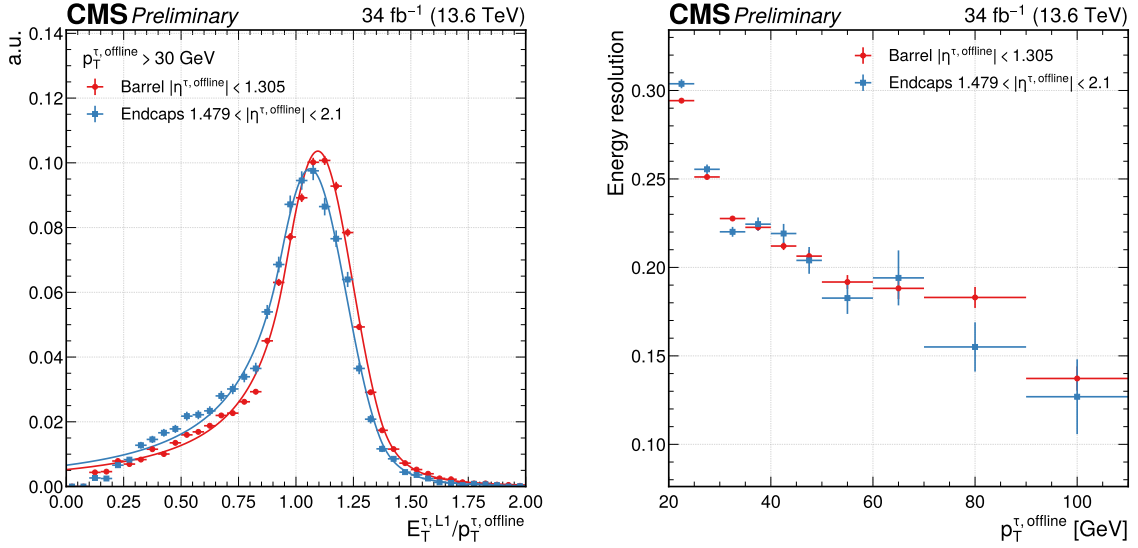 CMS Preliminary 34 fb⁻¹ (13.6 TeV)
a.u.
0.14
0.12
0.10
0.08
0.06
0.04
0.02
0.00
p_T^{τ, offline} > 30 GeV
Barrel |η^{τ, offline}| < 1.305
Endcaps 1.479 < |η^{τ, offline}| < 2.1
0.00 0.25 0.50 0.75 1.00 1.25 1.50 1.75 2.00
E_T^{τ, L1}/p_T^{τ, offline}
CMS Preliminary 34 fb⁻¹ (13.6 TeV)
Energy resolution
0.30
0.25
0.20
0.15
0.10
Barrel |η^{τ, offline}| < 1.305
Endcaps 1.479 < |η^{τ, offline}| < 2.1
20 40 60 80 100
p_T^{τ, offline} [GeV]